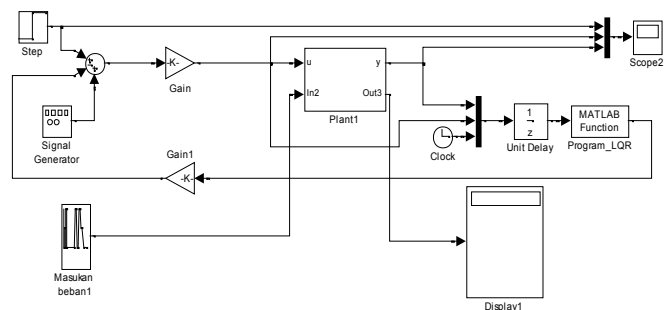 Step
-K-
Gain
u
y
In2
Out3
Plant1
Scope2
Signal
Generator
Gain1
-K-
Clock
1
z
Unit Delay
MATLAB
Function
Program_LQR
Masukan
beban1
Display1